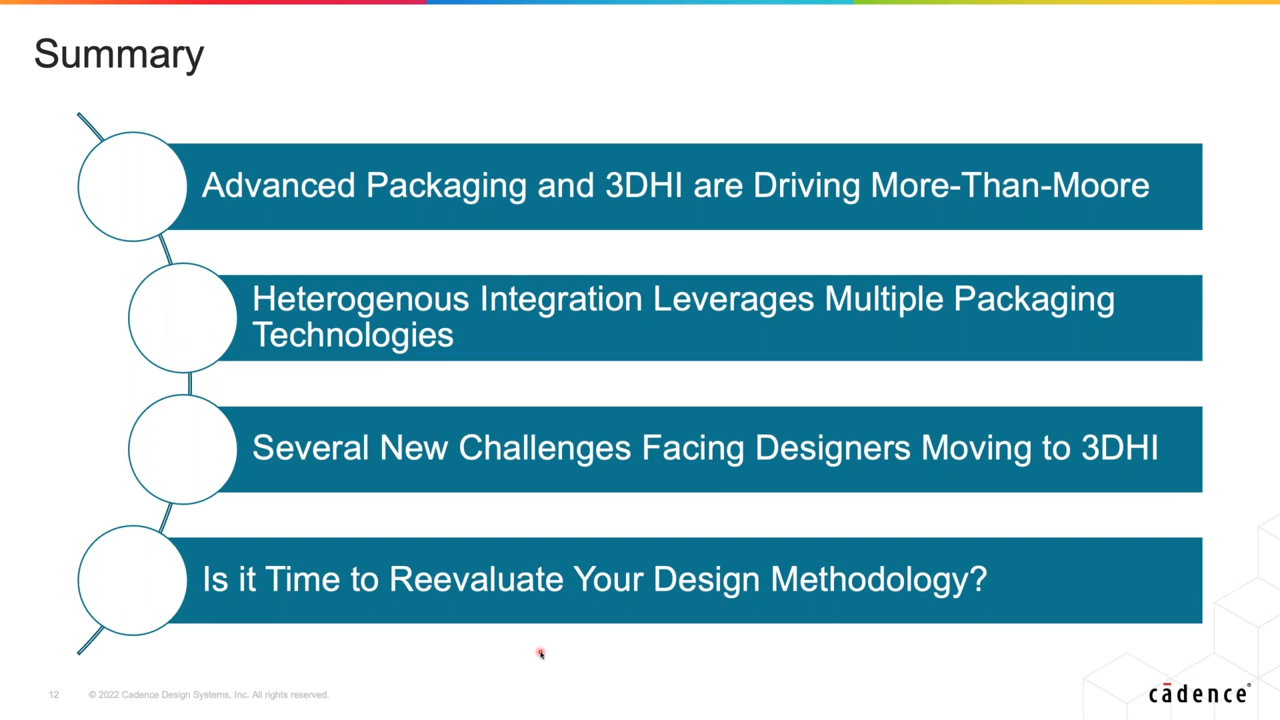 Summary
Advanced Packaging and 3DHI are Driving More-Than-Moore
Heterogenous Integration Leverages Multiple Packaging
Technologies
Several New Challenges Facing Designers Moving to 3DHI
Is it Time to Reevaluate Your Design Methodology?
12 © 2022 Cadence Design Systems, Inc. All rights reserved.
cādence®